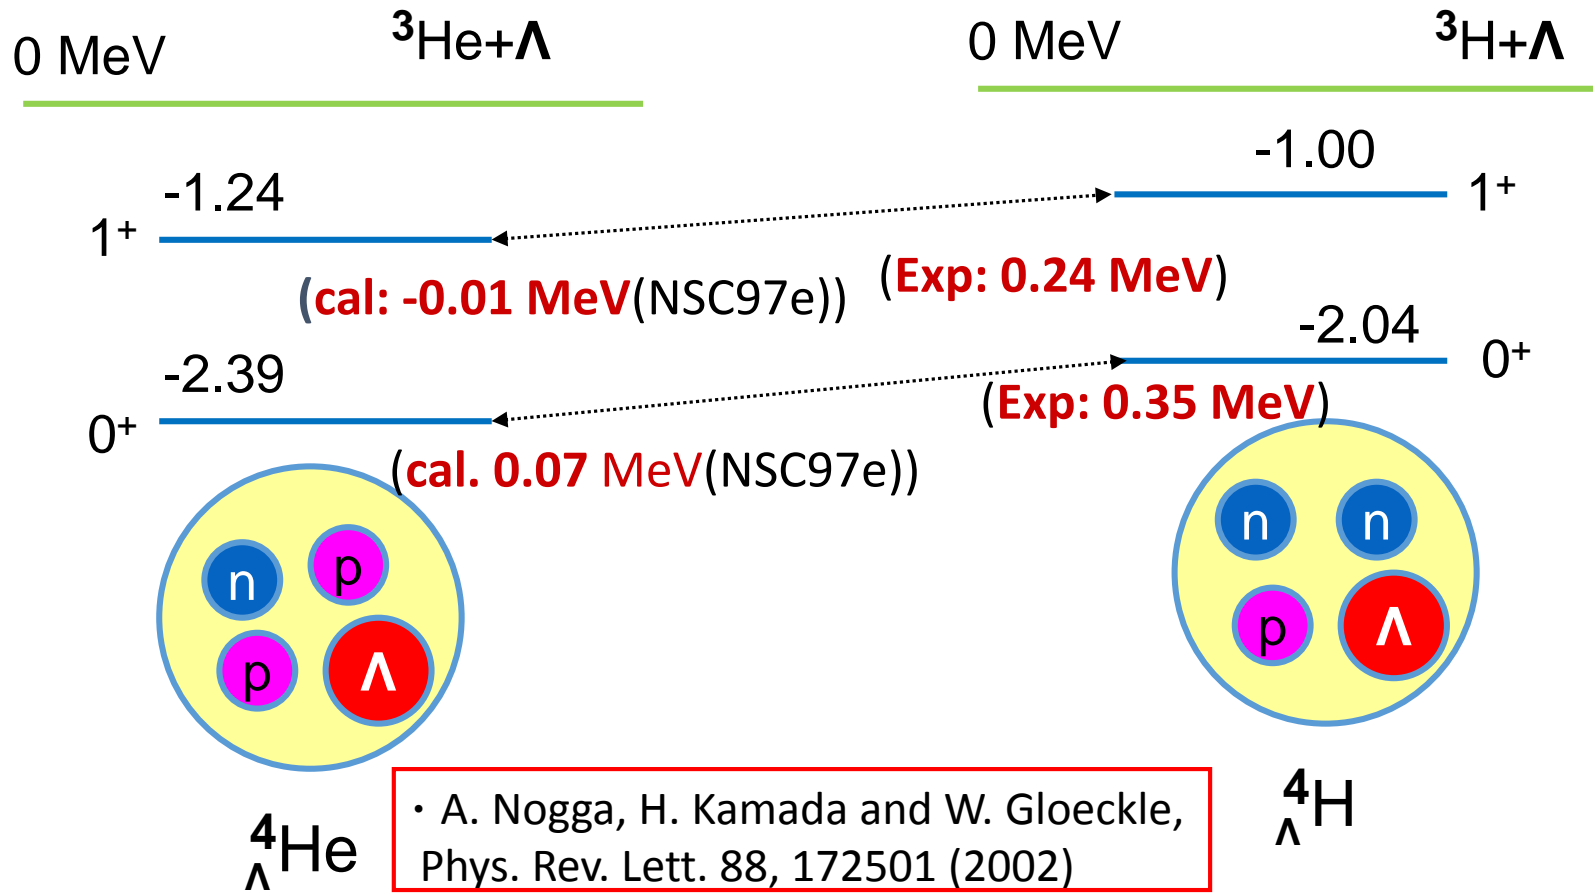 0 MeV ³He+Λ 0 MeV ³H+Λ
-1.24 -1.00
1⁺ 1⁺
(cal: -0.01 MeV(NSC97e)) (Exp: 0.24 MeV)
-2.39 -2.04
0⁺ 0⁺
(Exp: 0.35 MeV)
(cal. 0.07 MeV(NSC97e))
n p n n
p Λ p Λ
⁴ΛHe ⁴ΛH
・A. Nogga, H. Kamada and W. Gloeckle,
Phys. Rev. Lett. 88, 172501 (2002)